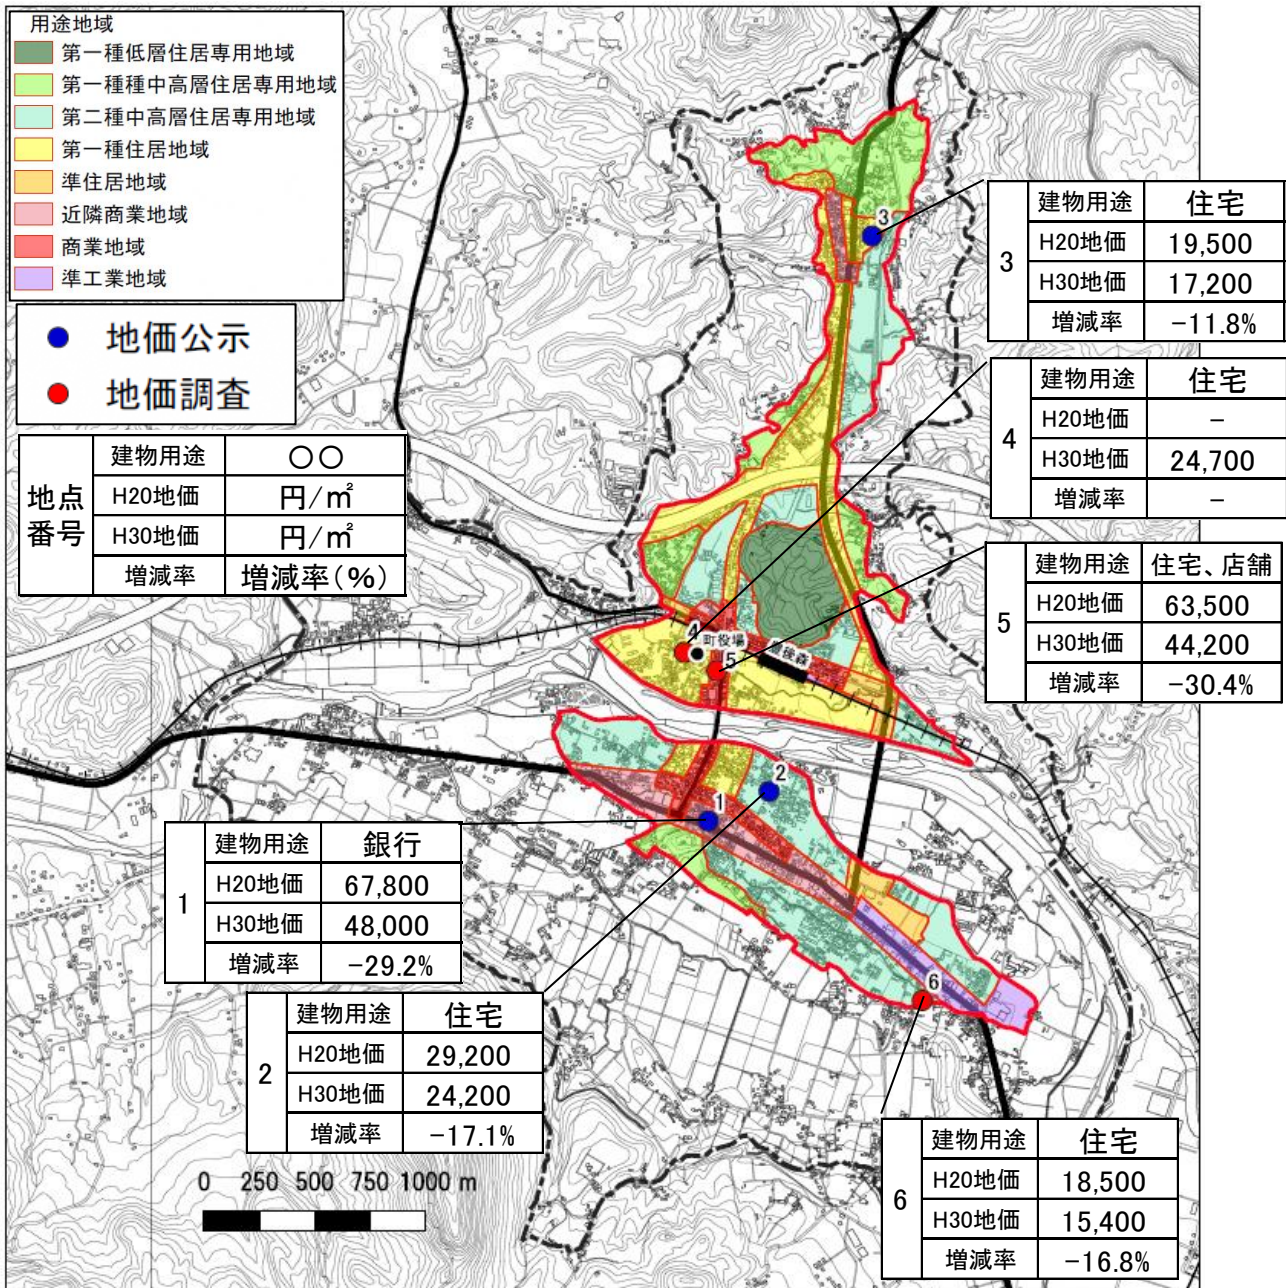 用途地域
第一種低層住居専用地域
第一種種中高層住居専用地域
第二種中高層住居専用地域
第一種住居地域
準住居地域
近隣商業地域
商業地域
準工業地域
地価公示
地価調査
地点番号
建物用途 ○○
H20地価 円/㎡
H30地価 円/㎡
増減率 増減率(%)
3
3
建物用途 住宅
H20地価 19,500
H30地価 17,200
増減率 -11.8%
4
建物用途 住宅
H20地価 -
H30地価 24,700
増減率 -
5
建物用途 住宅、店舗
H20地価 63,500
H30地価 44,200
増減率 -30.4%
4
町役場
5
2
1
6
1
建物用途 銀行
H20地価 67,800
H30地価 48,000
増減率 -29.2%
2
建物用途 住宅
H20地価 29,200
H30地価 24,200
増減率 -17.1%
6
建物用途 住宅
H20地価 18,500
H30地価 15,400
増減率 -16.8%
0 250 500 750 1000 m